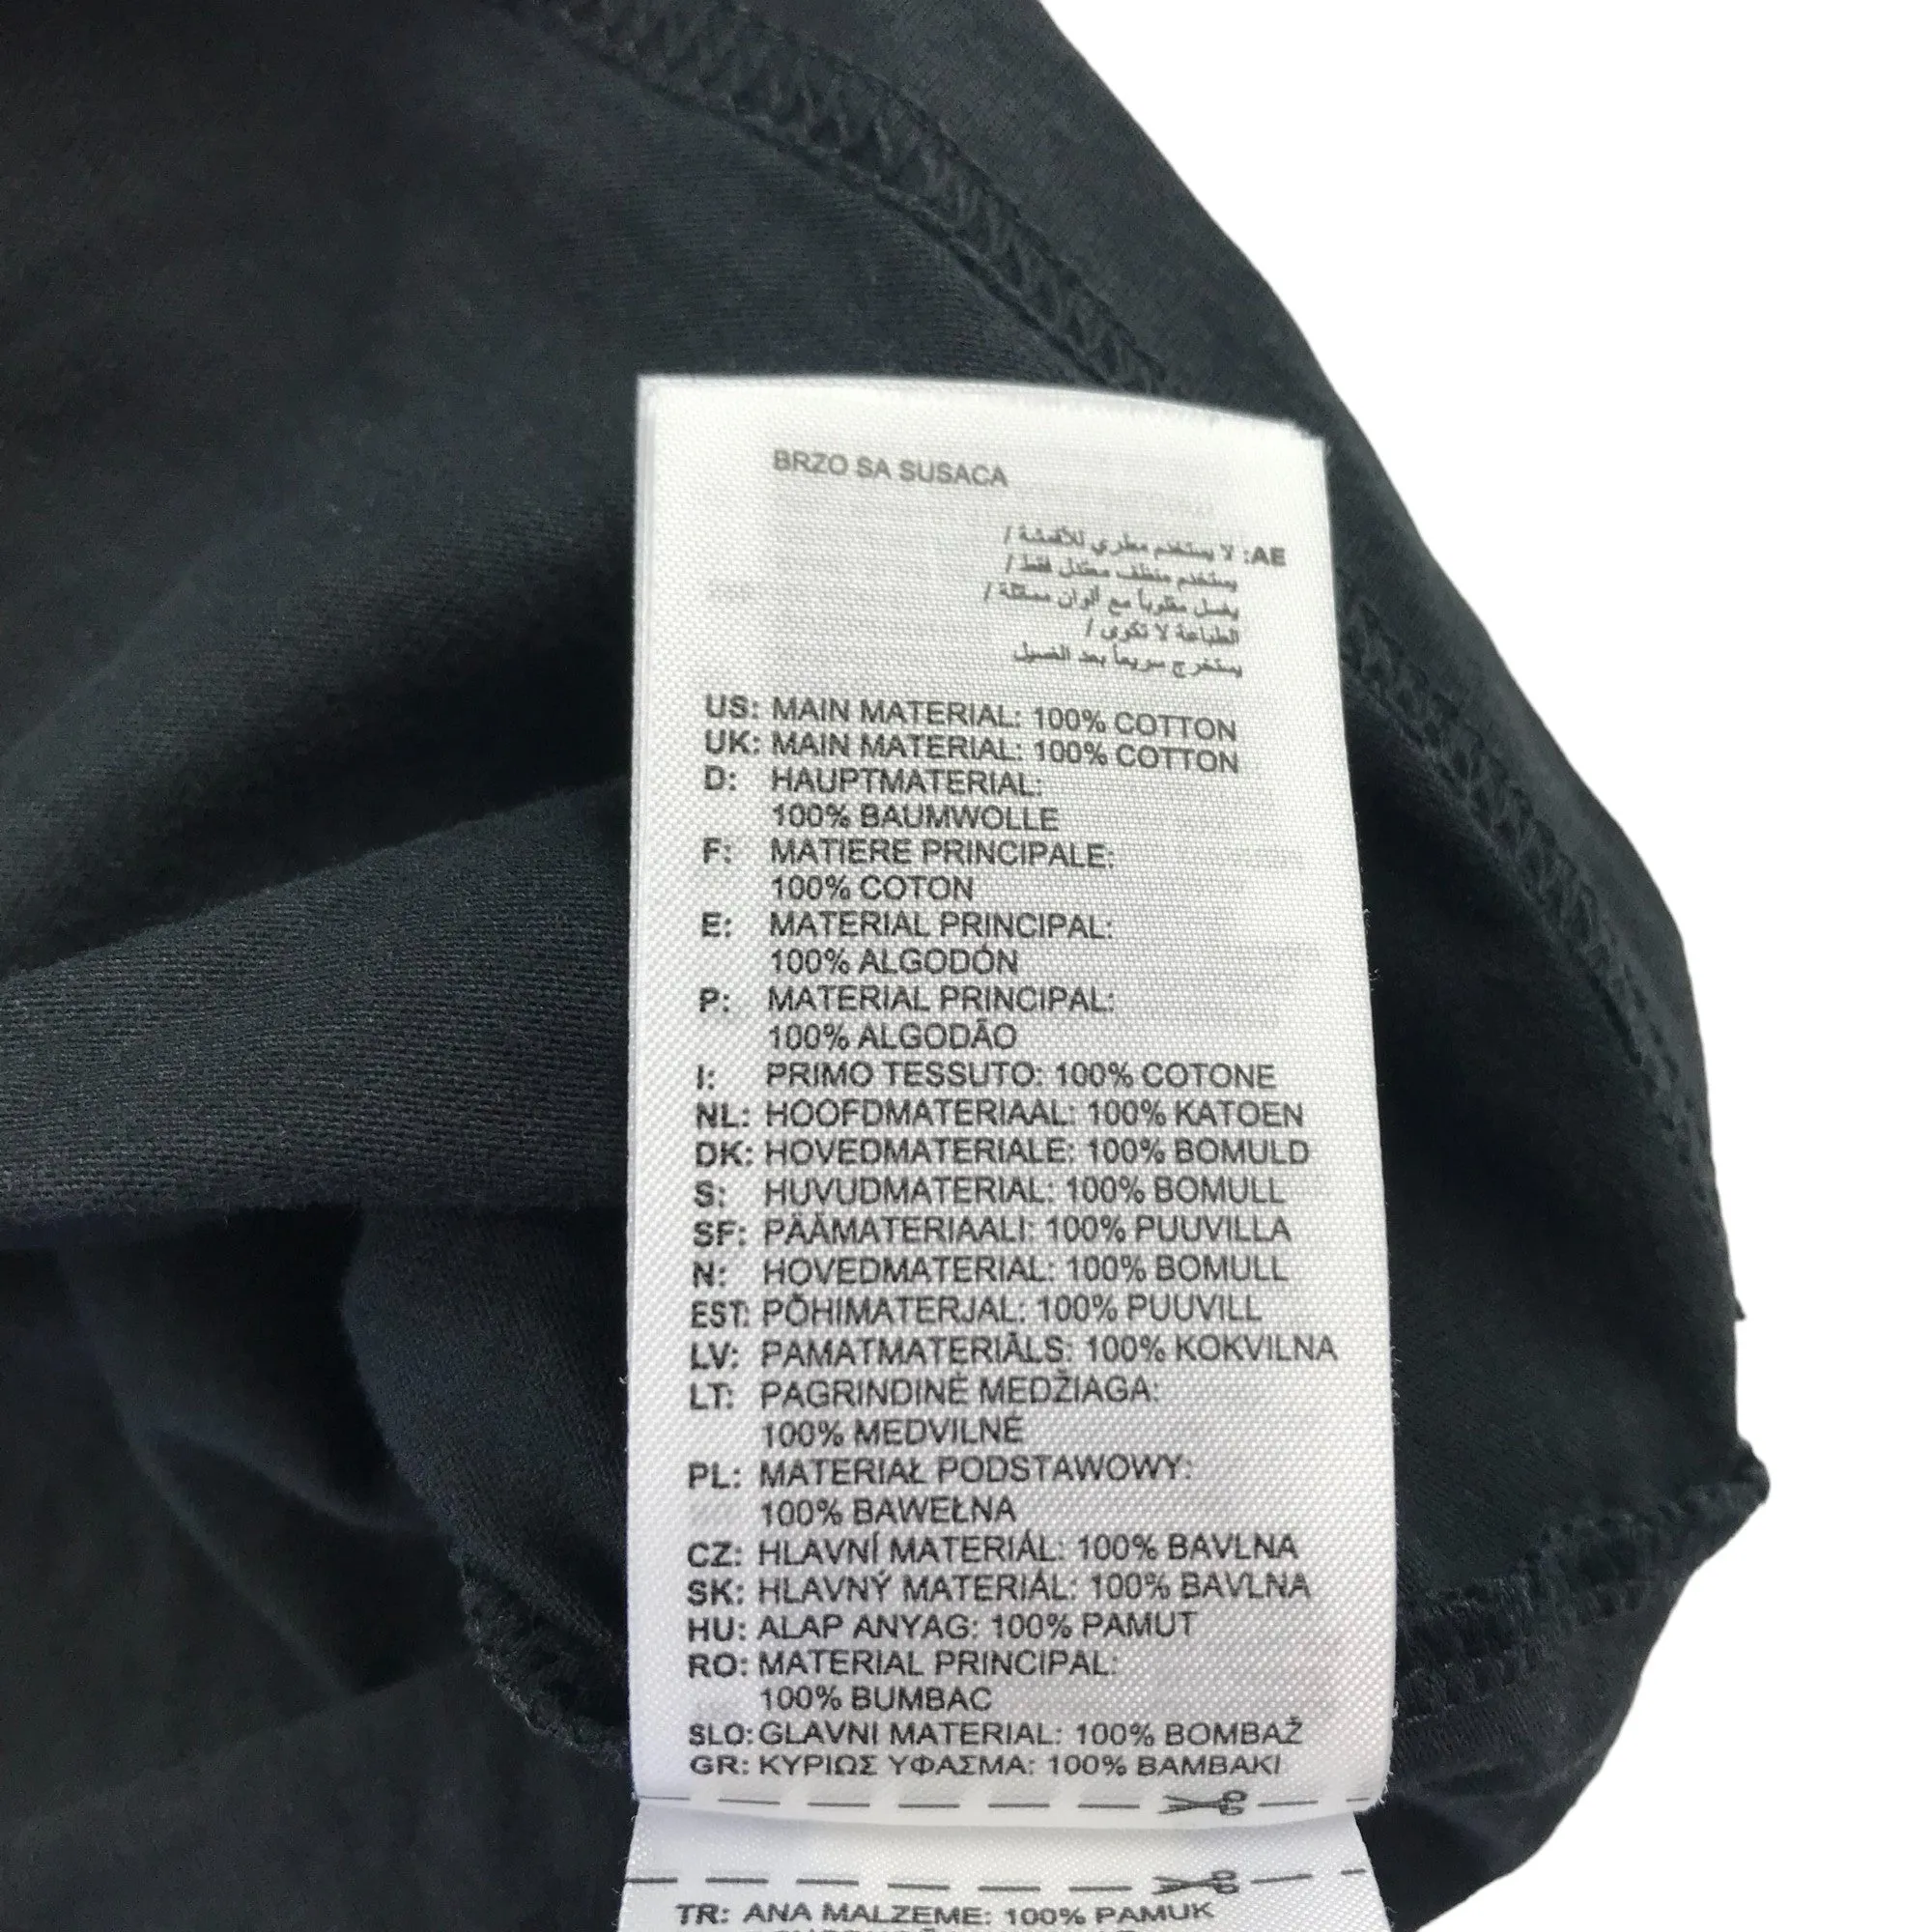 BRZO SA SUSACA
AE: لا يستخدم مطري للأقمشة /
يستخدم منظف معتدل فقط /
يغسل مقلوباً مع ألوان مماثلة /
الطباعة لا تكوى /
يستخرج سريعاً بعد الغسيل
US: MAIN MATERIAL: 100% COTTON
UK: MAIN MATERIAL: 100% COTTON
D: HAUPTMATERIAL:
100% BAUMWOLLE
F: MATIERE PRINCIPALE:
100% COTON
E: MATERIAL PRINCIPAL:
100% ALGODÓN
P: MATERIAL PRINCIPAL:
100% ALGODÃO
I: PRIMO TESSUTO: 100% COTONE
NL: HOOFDMATERIAAL: 100% KATOEN
DK: HOVEDMATERIALE: 100% BOMULD
S: HUVUDMATERIAL: 100% BOMULL
SF: PÄÄMATERIAALI: 100% PUUVILLA
N: HOVEDMATERIAL: 100% BOMULL
EST: PÕHIMATERJAL: 100% PUUVILL
LV: PAMATMATERIĀLS: 100% KOKVILNA
LT: PAGRINDINĖ MEDŽIAGA:
100% MEDVILNĖ
PL: MATERIAŁ PODSTAWOWY:
100% BAWEŁNA
CZ: HLAVNÍ MATERIÁL: 100% BAVLNA
SK: HLAVNÝ MATERIÁL: 100% BAVLNA
HU: ALAP ANYAG: 100% PAMUT
RO: MATERIAL PRINCIPAL:
100% BUMBAC
SLO: GLAVNI MATERIAL: 100% BOMBAŽ
GR: ΚΥΡΙΩΣ ΥΦΑΣΜΑ: 100% ΒΑΜΒΑΚΙ
TR: ANA MALZEME: 100% PAMUK